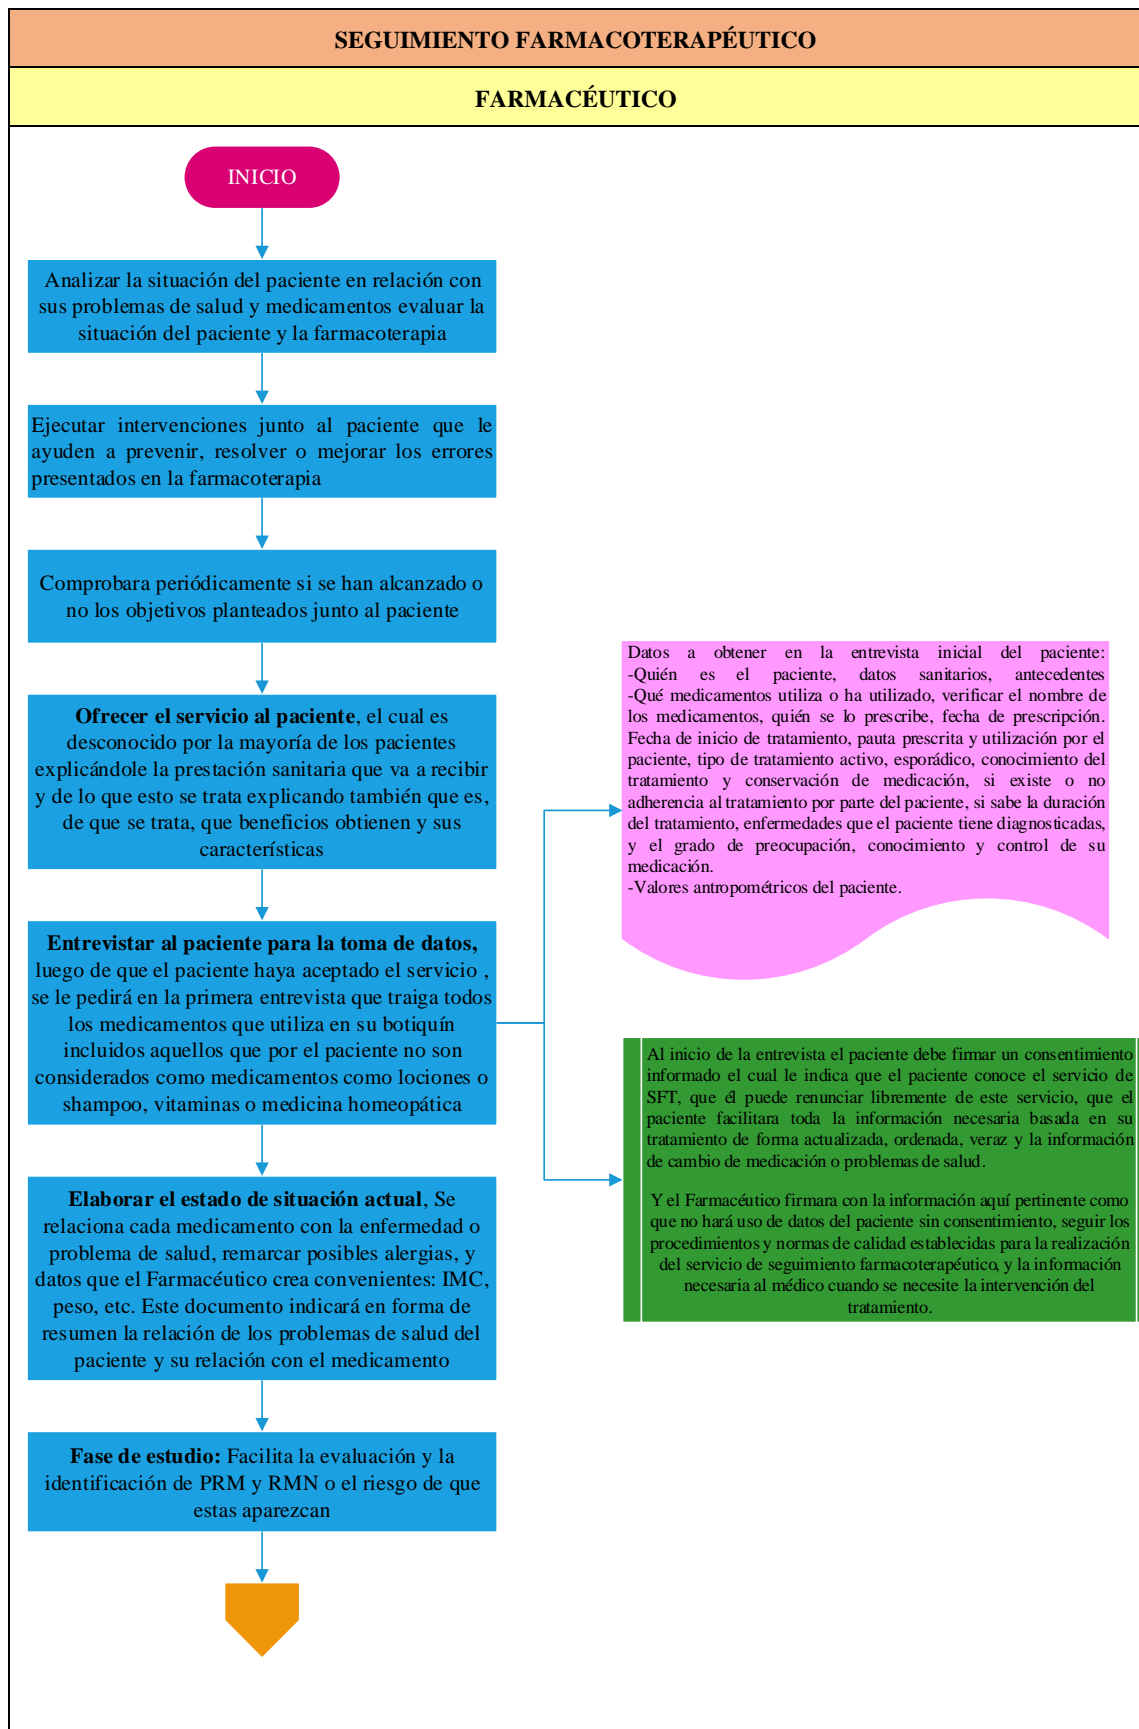 SEGUIMIENTO FARMACOTERAPÉUTICO
FARMACÉUTICO
INICIO
Analizar la situación del paciente en relación con
sus problemas de salud y medicamentos evaluar la
situación del paciente y la farmacoterapia
Ejecutar intervenciones junto al paciente que le
ayuden a prevenir, resolver o mejorar los errores
presentados en la farmacoterapia
Comprobara periódicamente si se han alcanzado o
no los objetivos planteados junto al paciente
Ofrecer el servicio al paciente, el cual es
desconocido por la mayoría de los pacientes
explicándole la prestación sanitaria que va a recibir
y de lo que esto se trata explicando también que es,
de que se trata, que beneficios obtienen y sus
características
Entrevistar al paciente para la toma de datos,
luego de que el paciente haya aceptado el servicio ,
se le pedirá en la primera entrevista que traiga todos
los medicamentos que utiliza en su botiquín
incluidos aquellos que por el paciente no son
considerados como medicamentos como lociones o
shampoo, vitaminas o medicina homeopática
Datos a obtener en la entrevista inicial del paciente:
-Quién es el paciente, datos sanitarios, antecedentes
-Qué medicamentos utiliza o ha utilizado, verificar el nombre de
los medicamentos, quién se lo prescribe, fecha de prescripción.
Fecha de inicio de tratamiento, pauta prescrita y utilización por el
paciente, tipo de tratamiento activo, esporádico, conocimiento del
tratamiento y conservación de medicación, si existe o no
adherencia al tratamiento por parte del paciente, si sabe la duración
del tratamiento, enfermedades que el paciente tiene diagnosticadas,
y el grado de preocupación, conocimiento y control de su
medicación.
-Valores antropométricos del paciente.
Al inicio de la entrevista el paciente debe firmar un consentimiento
informado el cual le indica que el paciente conoce el servicio de
SFT, que él puede renunciar libremente de este servicio, que el
paciente facilitara toda la información necesaria basada en su
tratamiento de forma actualizada, ordenada, veraz y la información
de cambio de medicación o problemas de salud.
Y el Farmacéutico firmara con la información aquí pertinente como
que no hará uso de datos del paciente sin consentimiento, seguir los
procedimientos y normas de calidad establecidas para la realización
del servicio de seguimiento farmacoterapéutico, y la información
necesaria al médico cuando se necesite la intervención del
tratamiento.
Elaborar el estado de situación actual, Se
relaciona cada medicamento con la enfermedad o
problema de salud, remarcar posibles alergias, y
datos que el Farmacéutico crea convenientes: IMC,
peso, etc. Este documento indicará en forma de
resumen la relación de los problemas de salud del
paciente y su relación con el medicamento
Fase de estudio: Facilita la evaluación y la
identificación de PRM y RMN o el riesgo de que
estas aparezcan